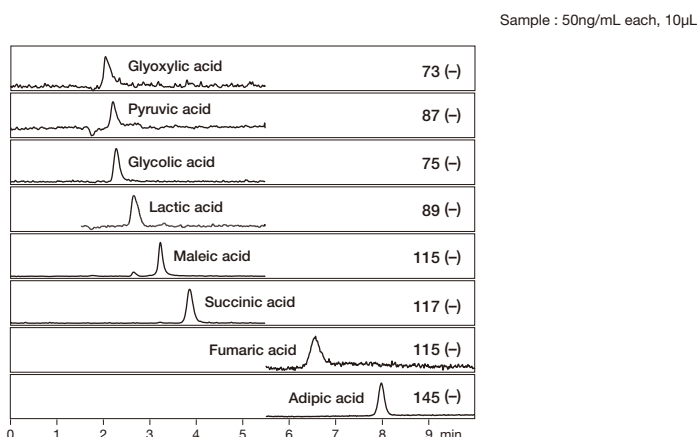 Sample : 50ng/mL each, 10µL
Glyoxylic acid 73 (–)
Pyruvic acid 87 (–)
Glycolic acid 75 (–)
Lactic acid 89 (–)
Maleic acid 115 (–)
Succinic acid 117 (–)
Fumaric acid 115 (–)
Adipic acid 145 (–)
0 1 2 3 4 5 6 7 8 9 min